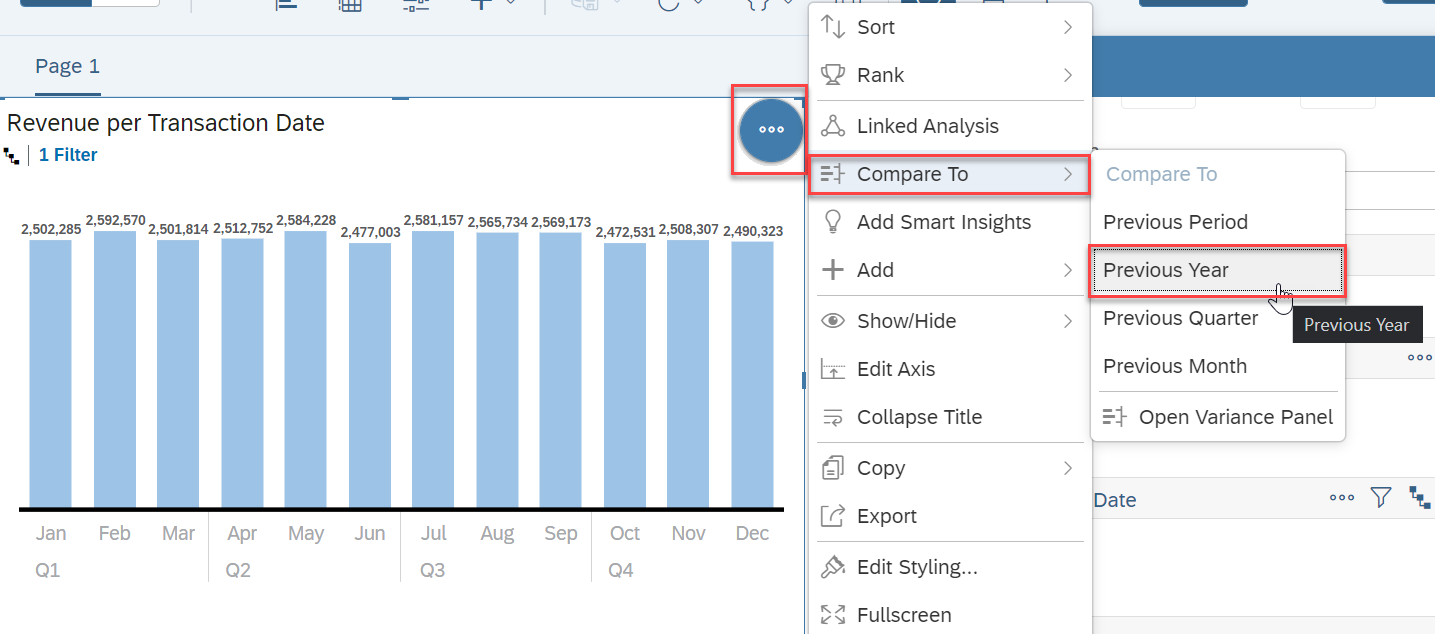 Page 1
Revenue per Transaction Date
1 Filter
2,502,285 2,592,570 2,501,814 2,512,752 2,584,228 2,477,003 2,581,157 2,565,734 2,569,173 2,472,531 2,508,307 2,490,323
Jan Feb Mar Apr May Jun Jul Aug Sep Oct Nov Dec
Q1 Q2 Q3 Q4
Sort
Rank
Linked Analysis
Compare To
Add Smart Insights
Add
Show/Hide
Edit Axis
Collapse Title
Copy
Export
Edit Styling...
Fullscreen
Compare To
Previous Period
Previous Year
Previous Quarter
Previous Year
Previous Month
Open Variance Panel
Date